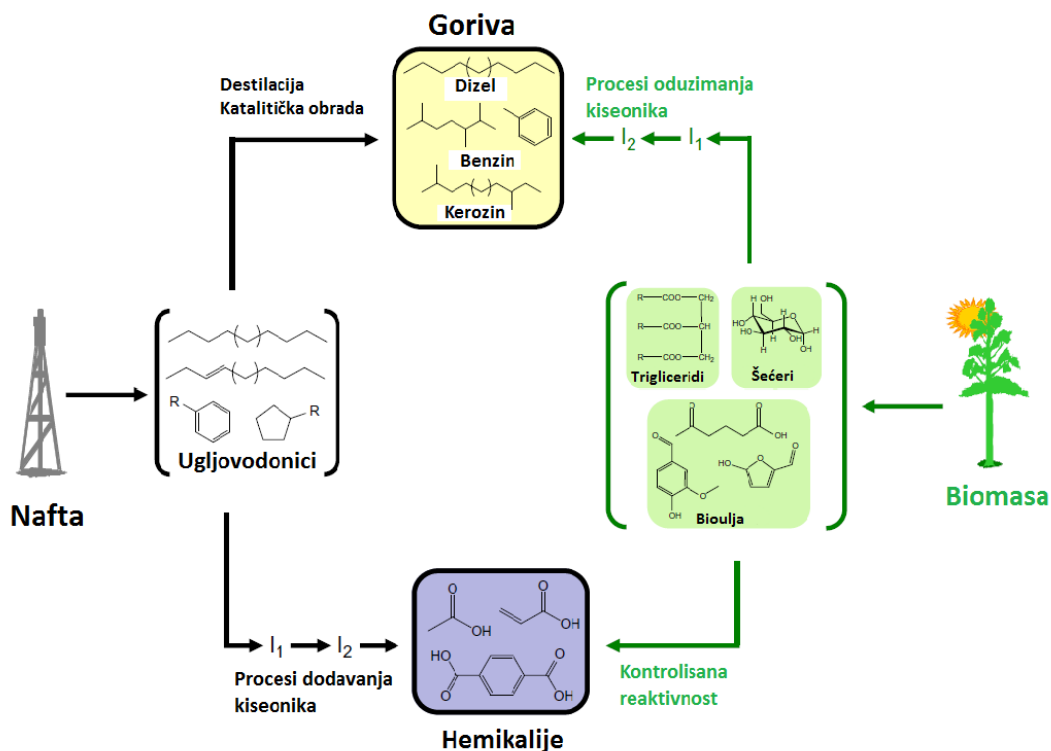 Goriva
Destilacija
Katalitička obrada
Dizel
Benzin
Kerozin
Procesi oduzimanja
kiseonika
I2 I1
R
R
Ugljovodonici
Nafta
R—COO—CH2
R—COO—CH
R—COO—CH2
Trigliceridi
H OH
H O
HO
HO H
H OH
OH
H
Šećeri
O O
OH
O
O
OH
HO O O
Bioulja
Biomasa
I1 I2
Procesi dodavanja
kiseonika
O
OH
O
OH
HO O
O OH
Hemikalije
Kontrolisana
reaktivnost